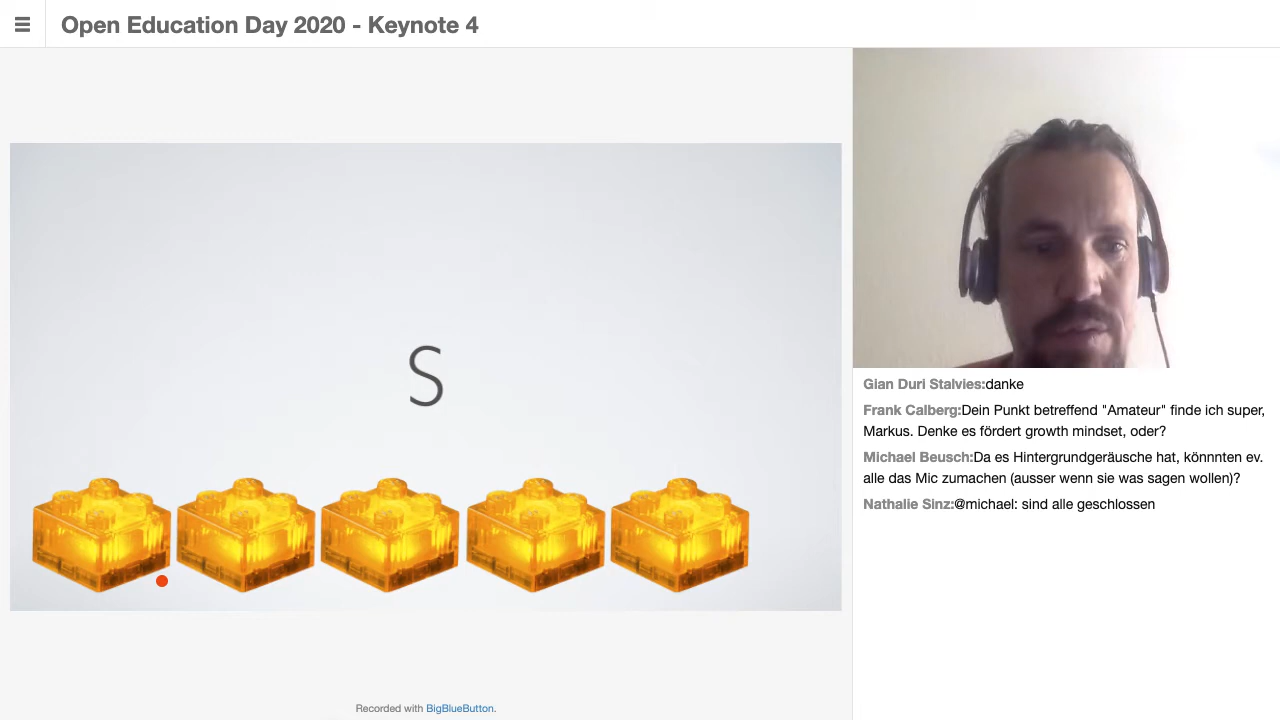 Open Education Day 2020 - Keynote 4
S
Gian Duri Stalvies:danke
Frank Calberg:Dein Punkt betreffend "Amateur" finde ich super,
Markus. Denke es fördert growth mindset, oder?
Michael Beusch:Da es Hintergrundgeräusche hat, könnnten ev.
alle das Mic zumachen (ausser wenn sie was sagen wollen)?
Nathalie Sinz:@michael: sind alle geschlossen
Recorded with BigBlueButton.